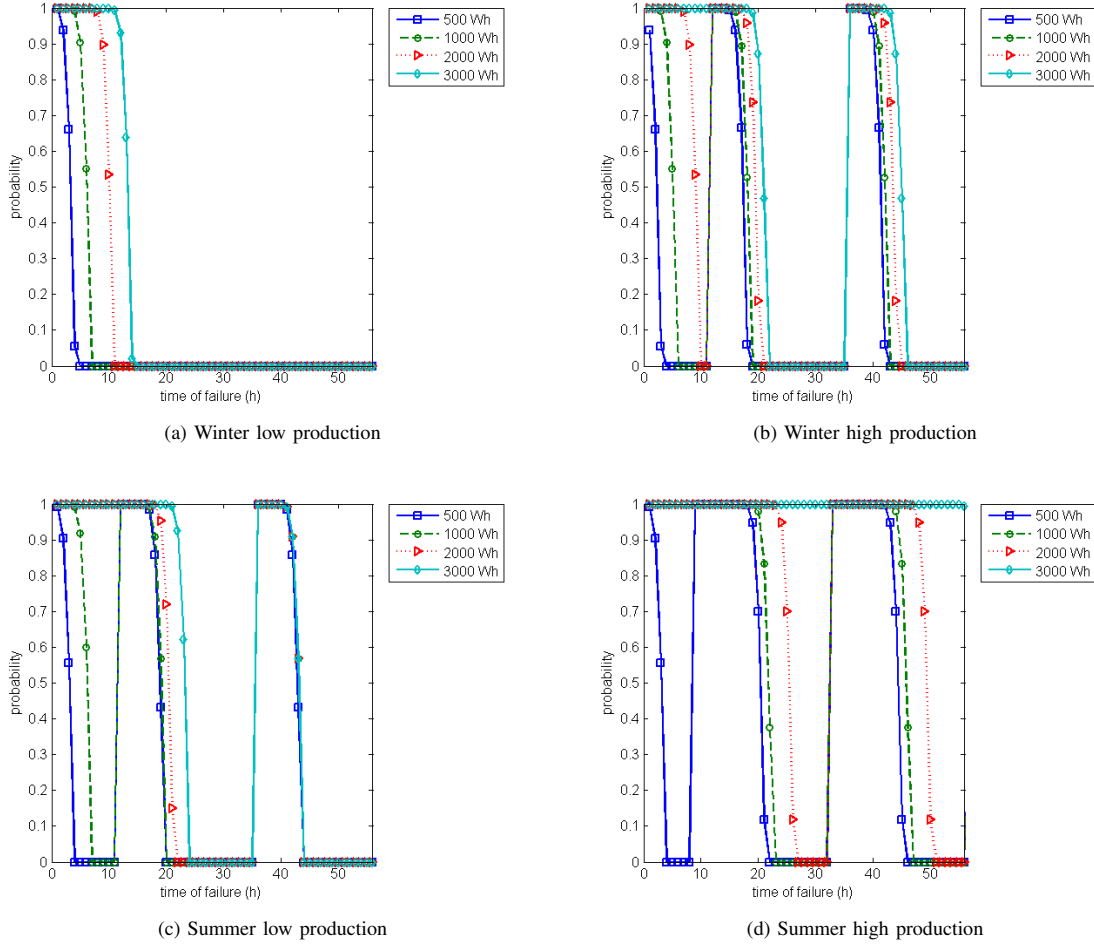 1
0.9
0.8
0.7
0.6
0.5
0.4
0.3
0.2
0.1
0
probability
0 10 20 30 40 50
time of failure (h)
500 Wh
1000 Wh
2000 Wh
3000 Wh
(a) Winter low production
1
0.9
0.8
0.7
0.6
0.5
0.4
0.3
0.2
0.1
0
probability
0 10 20 30 40 50
time of failure (h)
500 Wh
1000 Wh
2000 Wh
3000 Wh
(b) Winter high production
1
0.9
0.8
0.7
0.6
0.5
0.4
0.3
0.2
0.1
0
probability
0 10 20 30 40 50
time of failure (h)
500 Wh
1000 Wh
2000 Wh
3000 Wh
(c) Summer low production
1
0.9
0.8
0.7
0.6
0.5
0.4
0.3
0.2
0.1
0
probability
0 10 20 30 40 50
time of failure (h)
500 Wh
1000 Wh
2000 Wh
3000 Wh
(d) Summer high production